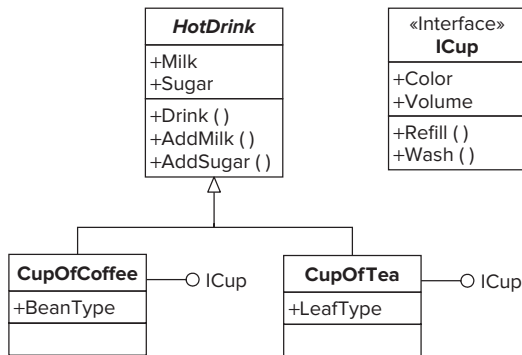 HotDrink
+Milk
+Sugar
+Drink ( )
+AddMilk ( )
+AddSugar ( )
«Interface»
ICup
+Color
+Volume
+Refill ( )
+Wash ( )
CupOfCoffee
+BeanType
ICup
CupOfTea
+LeafType
ICup